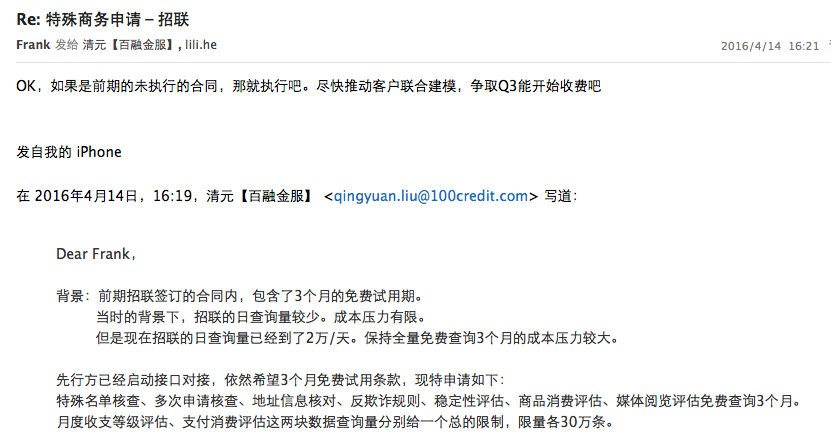 Re: 特殊商务申请 – 招联
Frank 发给 清元【百融金服】, lili.he
2016/4/14 16:21
OK，如果是前期的未执行的合同，那就执行吧。尽快推动客户联合建模，争取Q3能开始收费吧
发自我的 iPhone
在 2016年4月14日，16:19，清元【百融金服】 <qingyuan.liu@100credit.com> 写道：
Dear Frank，
背景：前期招联签订的合同内，包含了3个月的免费试用期。
当时的背景下，招联的日查询量较少。成本压力有限。
但是现在招联的日查询量已经到了2万/天。保持全量免费查询3个月的成本压力较大。
先行方已经启动接口对接，依然希望3个月免费试用条款，现特申请如下：
特殊名单核查、多次申请核查、地址信息核对、反欺诈规则、稳定性评估、商品消费评估、媒体阅览评估免费查询3个月。
月度收支等级评估、支付消费评估这两块数据查询量分别给一个总的限制，限量各30万条。